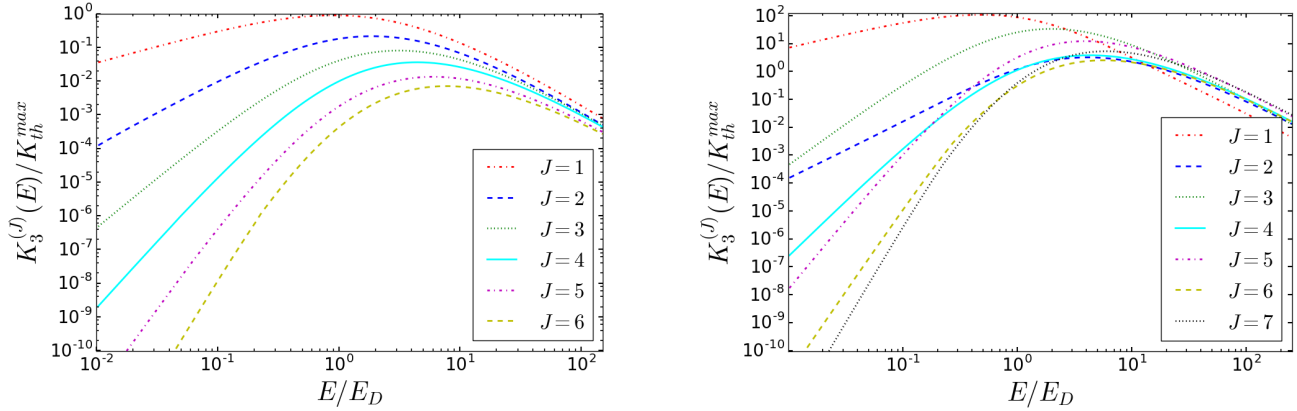 K_3^{(J)}(E)/K_{th}^{max}
10^0
10^{-1}
10^{-2}
10^{-3}
10^{-4}
10^{-5}
10^{-6}
10^{-7}
10^{-8}
10^{-9}
10^{-10}
J=1
J=2
J=3
J=4
J=5
J=6
10^{-2} 10^{-1} 10^0 10^1 10^2
E/E_D
K_3^{(J)}(E)/K_{th}^{max}
10^2
10^1
10^0
10^{-1}
10^{-2}
10^{-3}
10^{-4}
10^{-5}
10^{-6}
10^{-7}
10^{-8}
10^{-9}
10^{-10}
J=1
J=2
J=3
J=4
J=5
J=6
J=7
10^{-1} 10^0 10^1 10^2
E/E_D